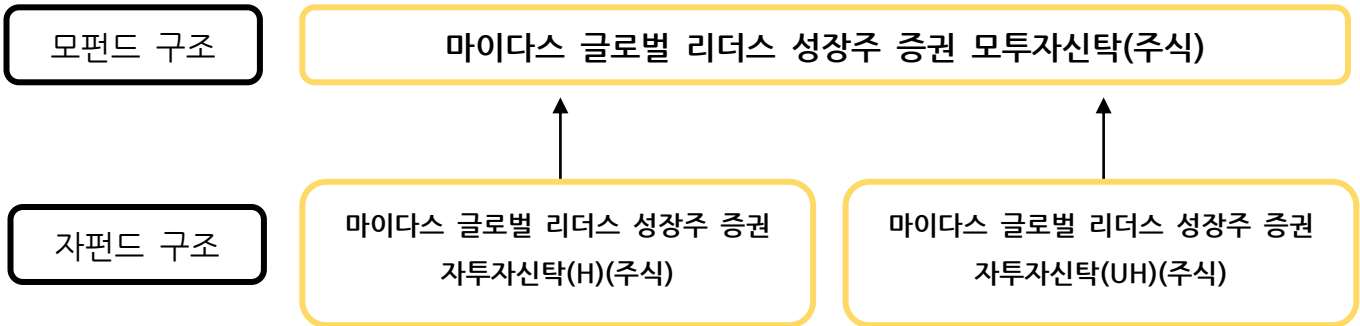 모펀드 구조
마이다스 글로벌 리더스 성장주 증권 모투자신탁(주식)
자펀드 구조
마이다스 글로벌 리더스 성장주 증권
자투자신탁(H)(주식)
마이다스 글로벌 리더스 성장주 증권
자투자신탁(UH)(주식)